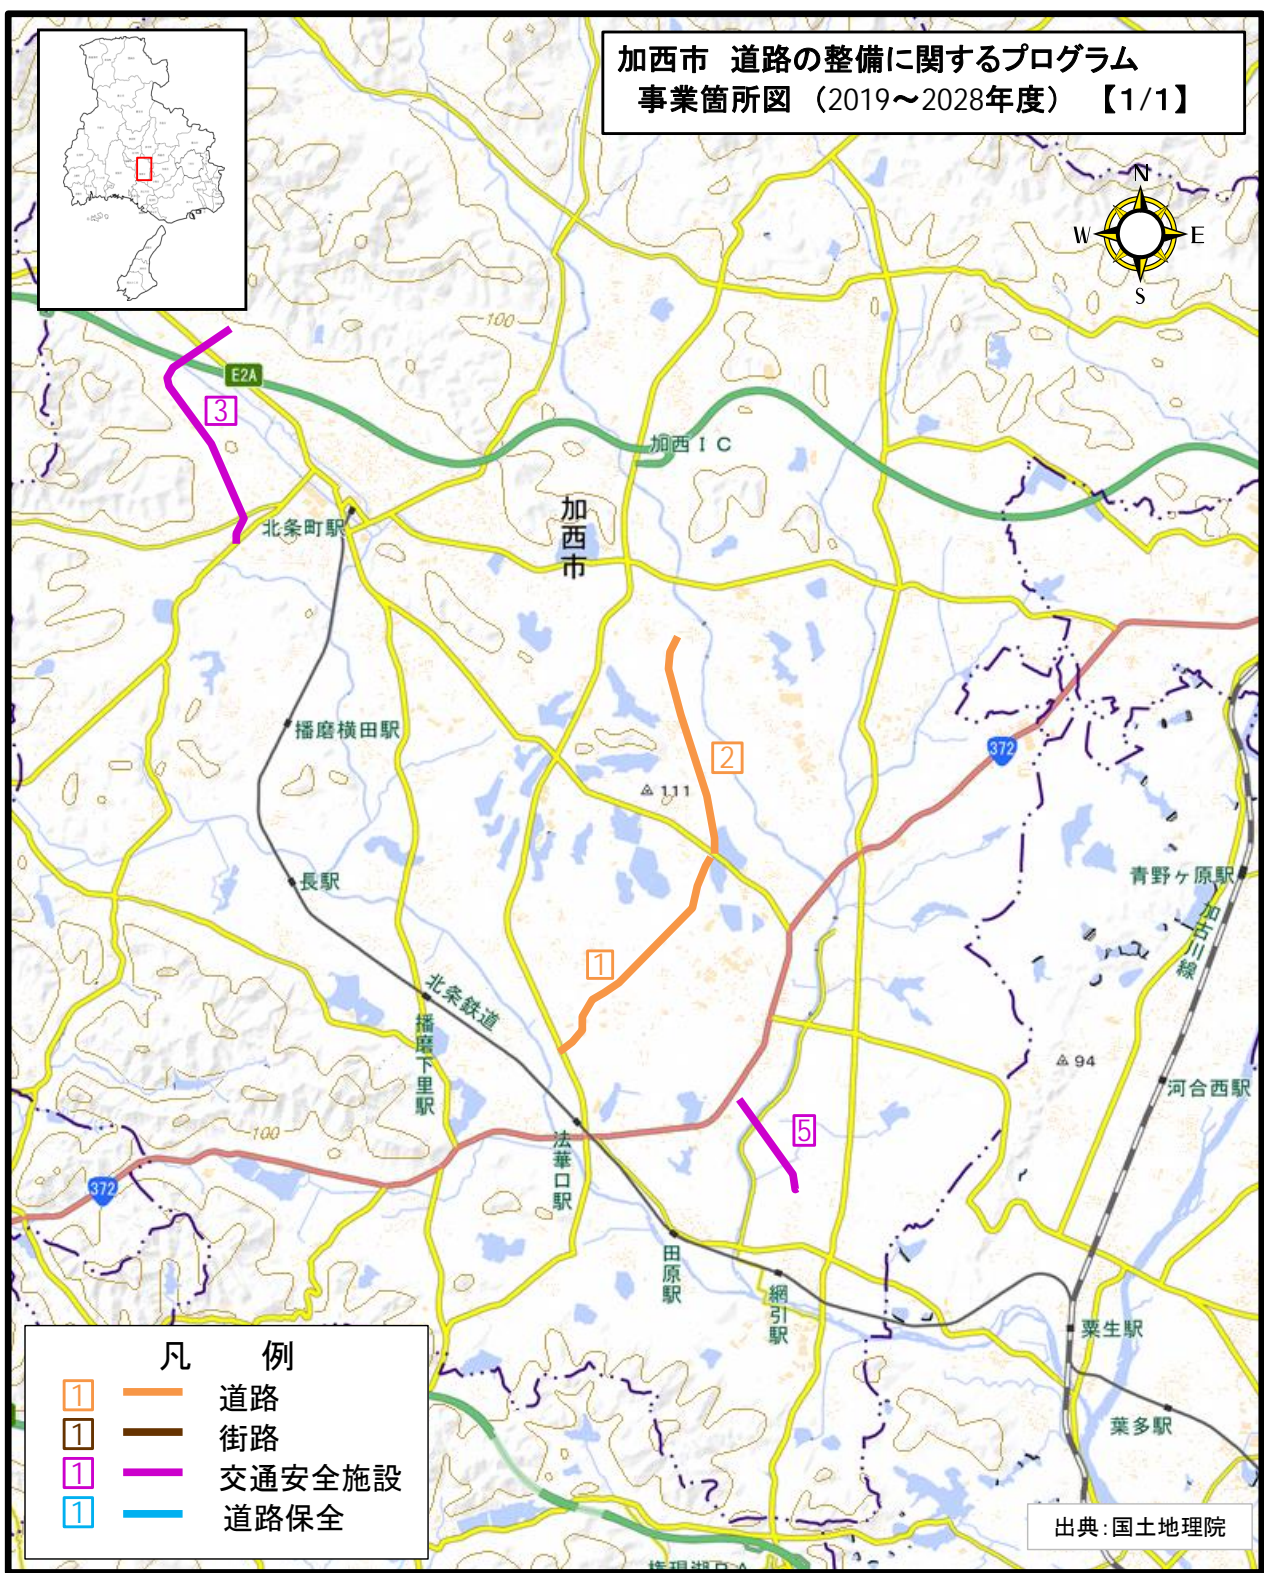 加西市 道路の整備に関するプログラム
事業箇所図 （2019～2028年度） 【1/1】
N
W
E
S
100
E2A
3
加西ＩＣ
北条町駅
加西市
播磨横田駅
2
372
111
長駅
青野ヶ原駅
加古川線
1
北条鉄道
播磨下里駅
94
河合西駅
5
100
法華口駅
372
田原駅
網引駅
粟生駅
葉多駅
凡 例
1 道路
1 街路
1 交通安全施設
1 道路保全
出典：国土地理院